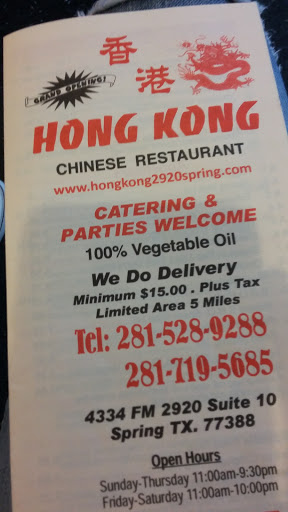 香
港
GRAND OPENING!
HONG KONG
CHINESE RESTAURANT
www.hongkong2920spring.com
CATERING &
PARTIES WELCOME
100% Vegetable Oil
We Do Delivery
Minimum $15.00 . Plus Tax
Limited Area 5 Miles
Tel: 281-528-9288
281-719-5685
4334 FM 2920 Suite 10
Spring TX. 77388
Open Hours
Sunday-Thursday 11:00am-9:30pm
Friday-Saturday 11:00am-10:00pm